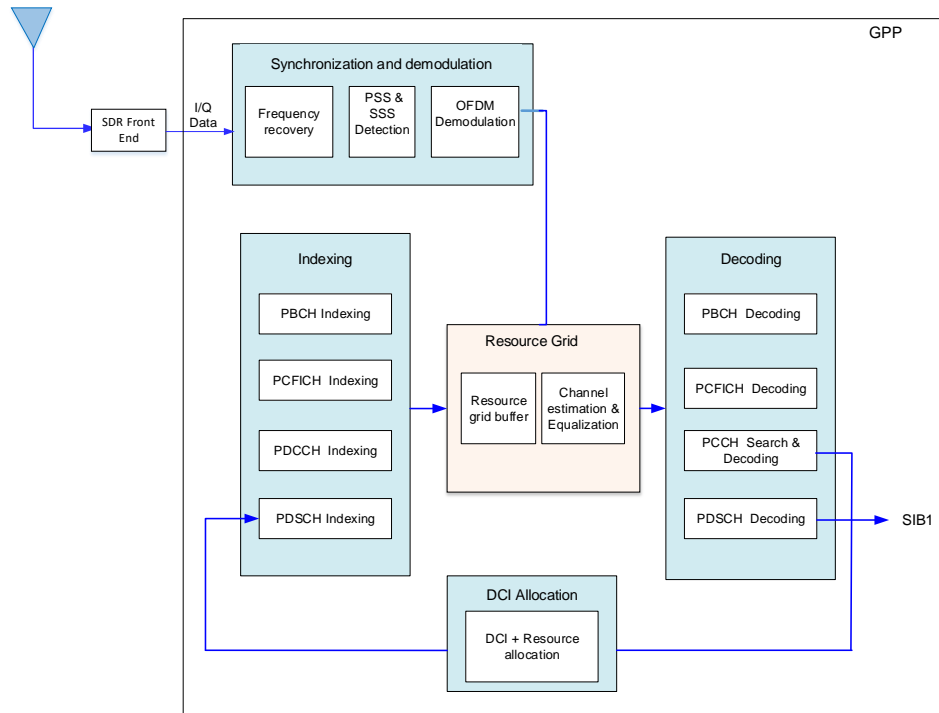 GPP
Synchronization and demodulation
Frequency
recovery
PSS &
SSS
Detection
OFDM
Demodulation
I/Q
Data
SDR Front
End
Indexing
PBCH Indexing
PCFICH  Indexing
PDCCH  Indexing
PDSCH Indexing
Resource Grid
Resource
grid buffer
Channel
estimation &
Equalization
Decoding
PBCH  Decoding
PCFICH  Decoding
PCCH  Search &
Decoding
PDSCH  Decoding
SIB1
DCI Allocation
DCI + Resource
allocation